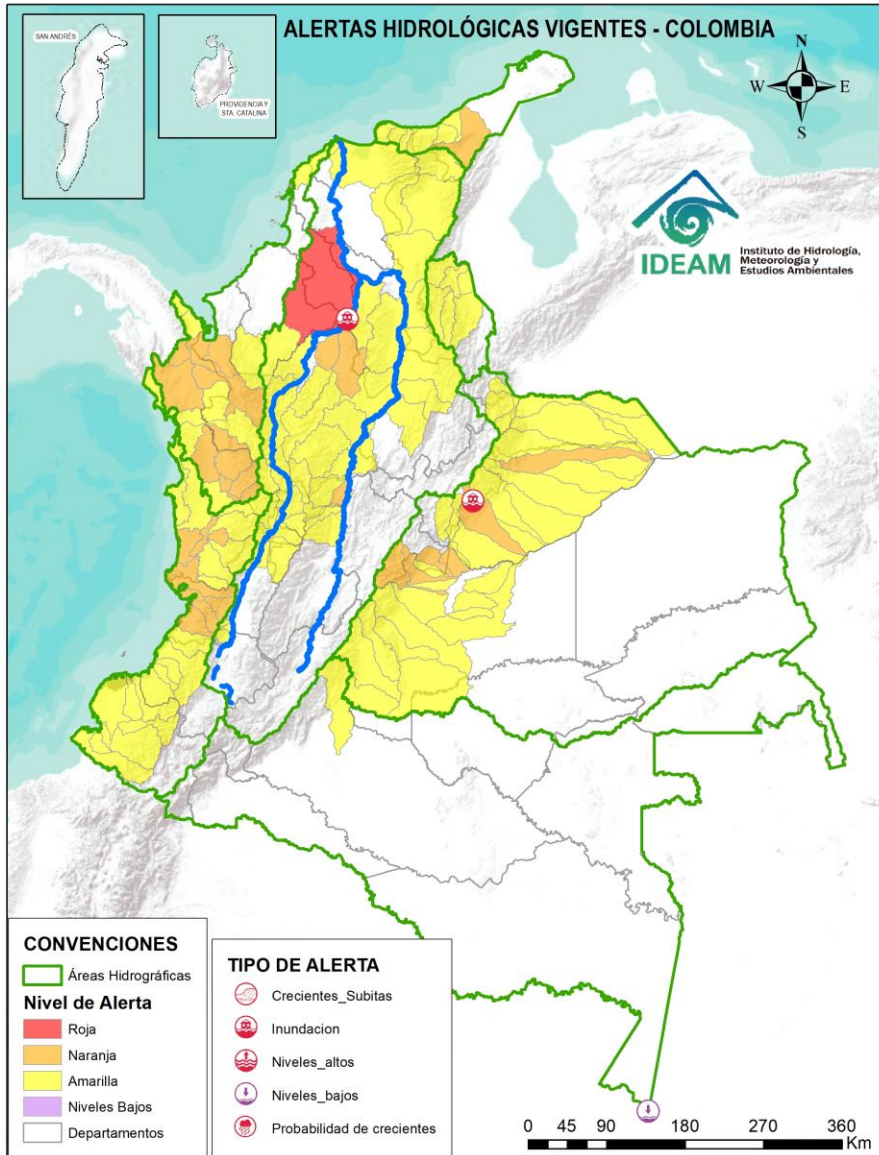 ALERTAS HIDROLÓGICAS VIGENTES - COLOMBIA
SAN ANDRÉS
PROVIDENCIA Y
STA. CATALINA
N
W
E
S
IDEAM
Instituto de Hidrología,
Meteorología y
Estudios Ambientales
CONVENCIONES
Áreas Hidrográficas
Nivel de Alerta
Roja
Naranja
Amarilla
Niveles Bajos
Departamentos
TIPO DE ALERTA
Crecientes_Subitas
Inundacion
Niveles_altos
Niveles_bajos
Probabilidad de crecientes
0 45 90 180 270 360
Km